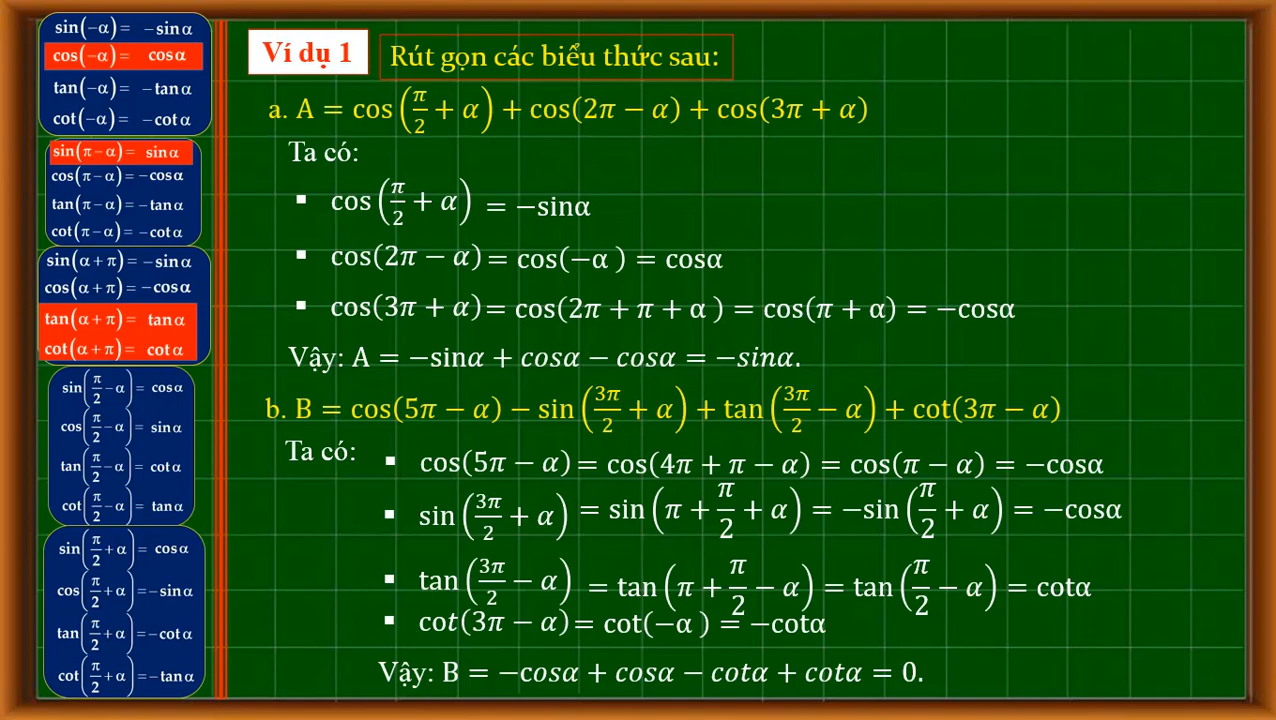 sin(−α) = −sinα
cos(−α) = cosα
tan(−α) = −tanα
cot(−α) = −cotα
sin(π−α) = sinα
cos(π−α) = −cosα
tan(π−α) = −tanα
cot(π−α) = −cotα
sin(α+π) = −sinα
cos(α+π) = −cosα
tan(α+π) = tanα
cot(α+π) = cotα
sin(π/2 −α) = cosα
cos(π/2 −α) = sinα
tan(π/2 −α) = cotα
cot(π/2 −α) = tanα
sin(π/2 +α) = cosα
cos(π/2 +α) = −sinα
tan(π/2 +α) = −cotα
cot(π/2 +α) = −tanα
Ví dụ 1 Rút gọn các biểu thức sau:
a. A = cos(π/2 + α) + cos(2π − α) + cos(3π + α)
Ta có:
▪ cos(π/2 + α) = −sinα
▪ cos(2π − α) = cos(−α ) = cosα
▪ cos(3π + α) = cos(2π + π + α ) = cos(π + α) = −cosα
Vậy: A = −sinα + cosα − cosα = −sinα.
b. B = cos(5π − α) − sin(3π/2 + α) + tan(3π/2 − α) + cot(3π − α)
Ta có: ▪ cos(5π − α) = cos(4π + π − α) = cos(π − α) = −cosα
▪ sin(3π/2 + α) = sin(π + π/2 + α) = −sin(π/2 + α) = −cosα
▪ tan(3π/2 − α) = tan(π + π/2 − α) = tan(π/2 − α) = cotα
▪ cot(3π − α) = cot(−α ) = −cotα
Vậy: B = −cosα + cosα − cotα + cotα = 0.